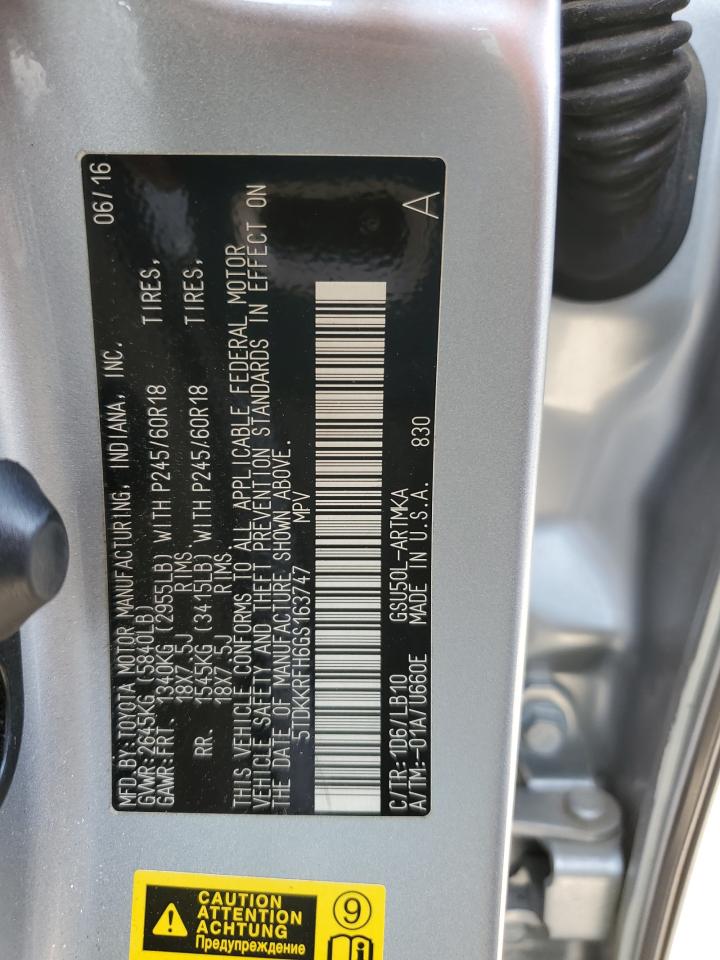 MFD.BY:TOYOTA MOTOR MANUFACTURING, INDIANA, INC. 06/16
GVWR:2645KG (5840LB)
GAWR:FRT. 1340KG (2955LB) WITH P245/60R18 TIRES,
18X7.5J RIMS.
RR. 1545KG (3415LB) WITH P245/60R18 TIRES,
18X7.5J RIMS.
THIS VEHICLE CONFORMS TO ALL APPLICABLE FEDERAL MOTOR
VEHICLE SAFETY AND THEFT PREVENTION STANDARDS IN EFFECT ON
THE DATE OF MANUFACTURE SHOWN ABOVE.
5TDKKRFH6GS163747 MPV
C/TR:1D6/LB10 GSU50L-ARTMKA
A/TM:-01A/U660E MADE IN U.S.A. 830
A
CAUTION
ATTENTION
ACHTUNG
Предупреждение
9